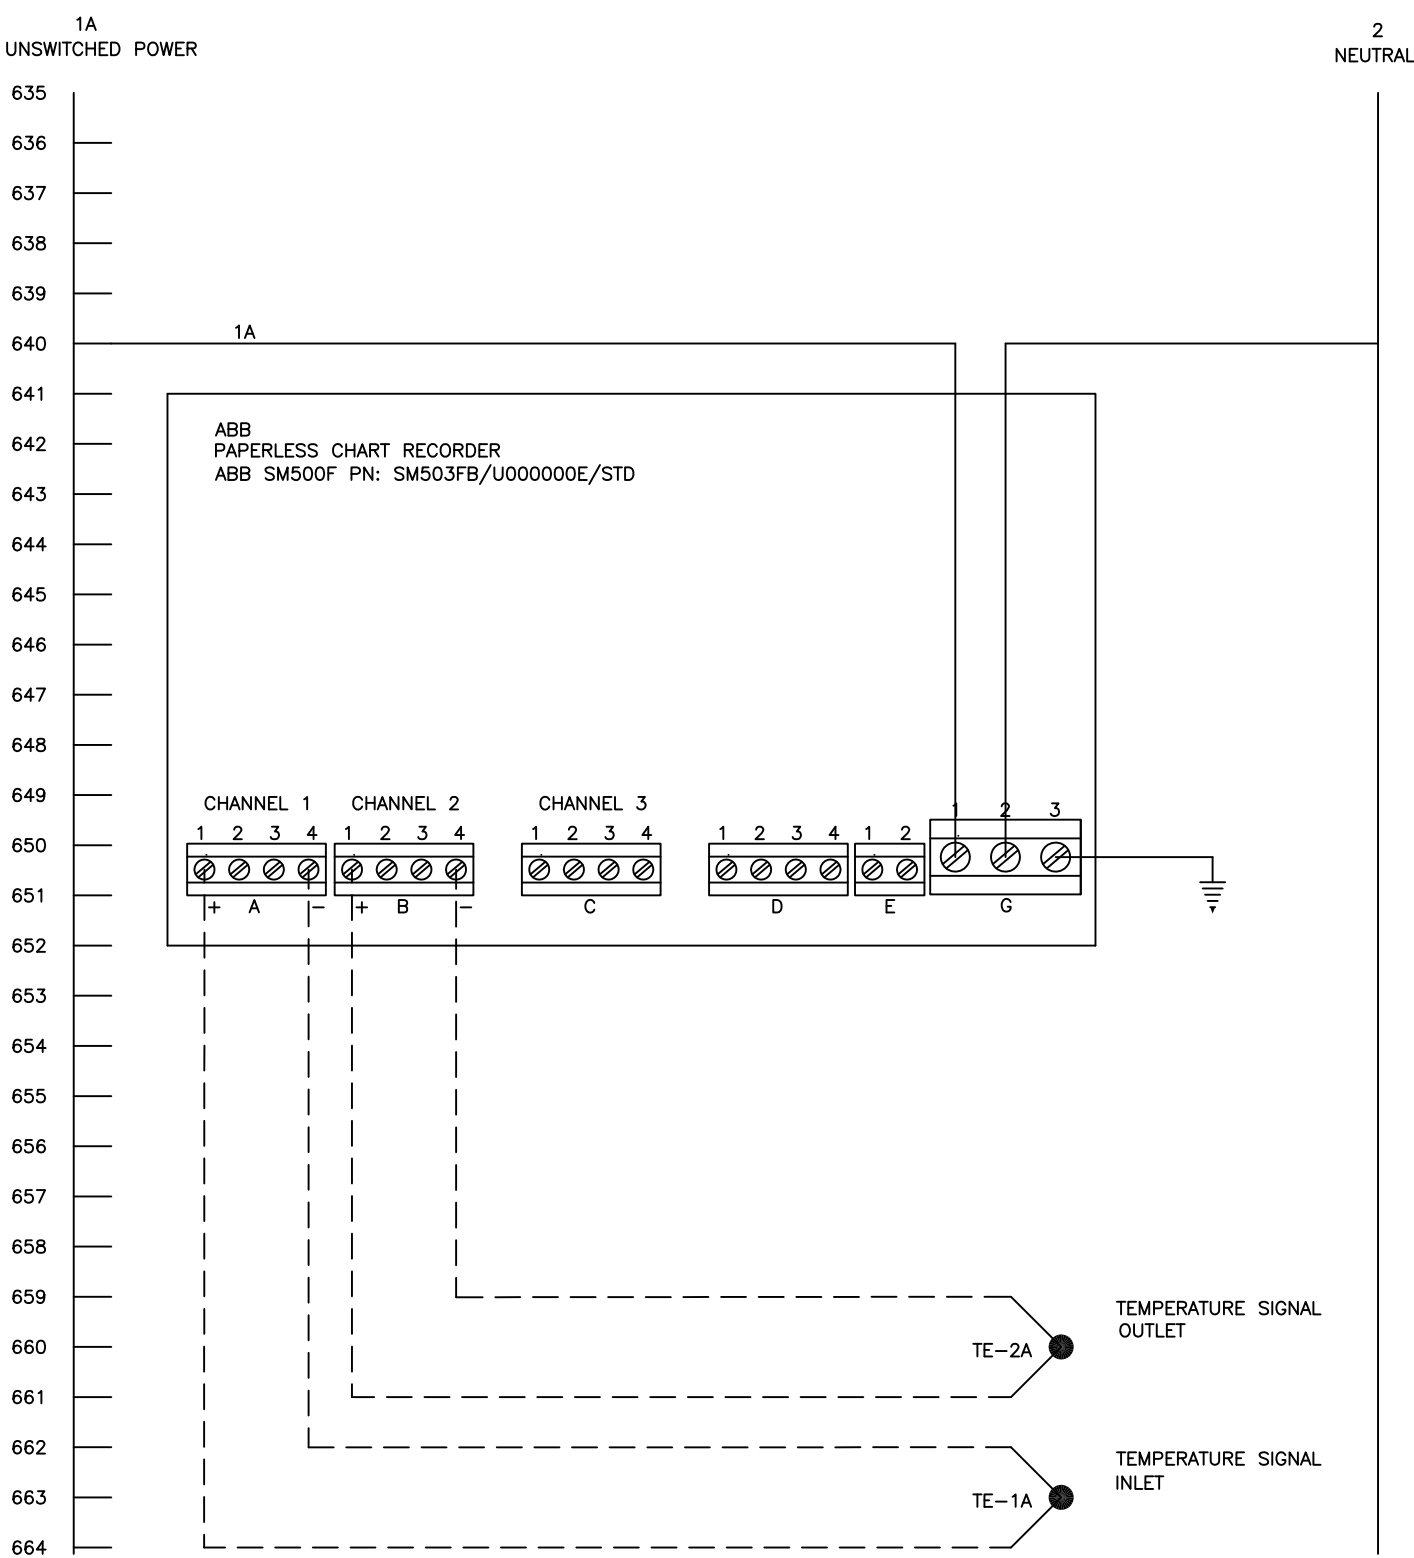 1A
UNSWITCHED POWER
2
NEUTRAL
635
636
637
638
639
1A
640
641
ABB
642
PAPERLESS CHART RECORDER
ABB SM500F PN: SM503FB/U000000E/STD
643
644
645
646
647
648
649
CHANNEL 1 CHANNEL 2 CHANNEL 3
1 2 3
650
1 2 3 4 1 2 3 4 1 2 3 4 1 2 3 4 1 2
651
+ A - + B - C D E G
652
653
654
655
656
657
658
659
TEMPERATURE SIGNAL
OUTLET
660
TE-2A
661
662
TEMPERATURE SIGNAL
INLET
663
TE-1A
664